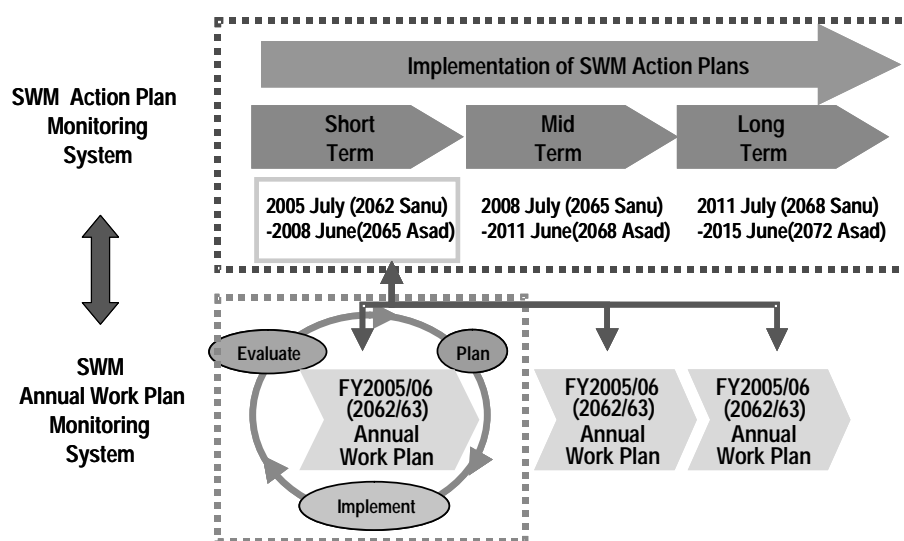 Implementation of SWM Action Plans
SWM Action Plan
Monitoring
System
Short
Term
Mid
Term
Long
Term
2005 July (2062 Sanu)
-2008 June(2065 Asad)
2008 July (2065 Sanu)
-2011 June(2068 Asad)
2011 July (2068 Sanu)
-2015 June(2072 Asad)
SWM
Annual Work Plan
Monitoring
System
Evaluate
Plan
Implement
FY2005/06
(2062/63)
Annual
Work Plan
FY2005/06
(2062/63)
Annual
Work Plan
FY2005/06
(2062/63)
Annual
Work Plan